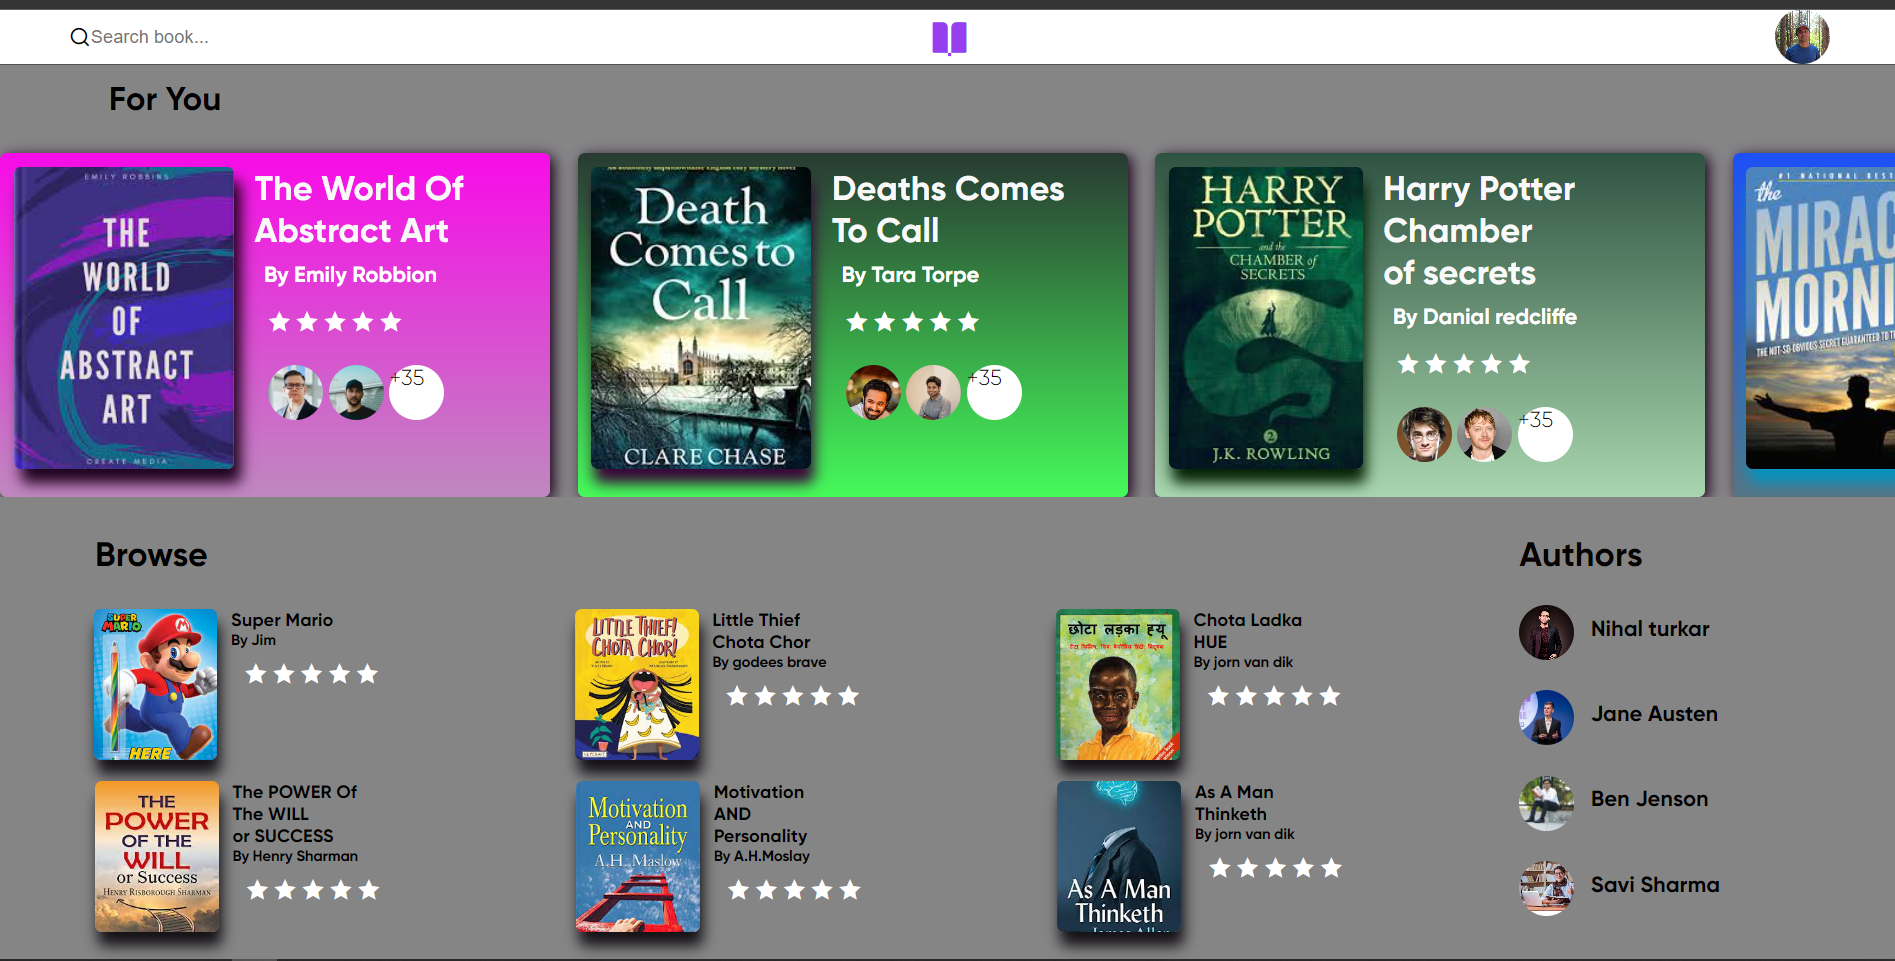 Search book...
For You
EMILY ROBBINS
THE
WORLD
OF
ABSTRACT
ART
CREATE MEDIA
The World Of
Abstract Art
By Emily Robbion
+35
Death
Comes to
Call
CLARE CHASE
Deaths Comes
To Call
By Tara Torpe
+35
HARRY
POTTER
and the
CHAMBER of
SECRETS
2
J.K. ROWLING
Harry Potter
Chamber
of secrets
By Danial redcliffe
+35
#1 NATIONAL BEST
the
MIRAC
MORNI
THE NOT-SO-OBVIOUS SECRET GUARANTEED TO
Browse
SUPER
MARIO
HERE
Super Mario
By Jim
LITTLE THIEF!
CHOTA CHOR!
Little Thief
Chota Chor
By godees brave
छोटा लड़का ह्यू
Chota Ladka
HUE
By jorn van dik
THE
POWER
OF THE
WILL
or Success
HENRY RISBOROUGH SHARMAN
The POWER Of
The WILL
or SUCCESS
By Henry Sharman
Motivation
AND
Personality
A.H. Maslow
Motivation
AND
Personality
By A.H.Moslay
As A Man
Thinketh
James Allen
As A Man
Thinketh
By jorn van dik
Authors
Nihal turkar
Jane Austen
Ben Jenson
Savi Sharma